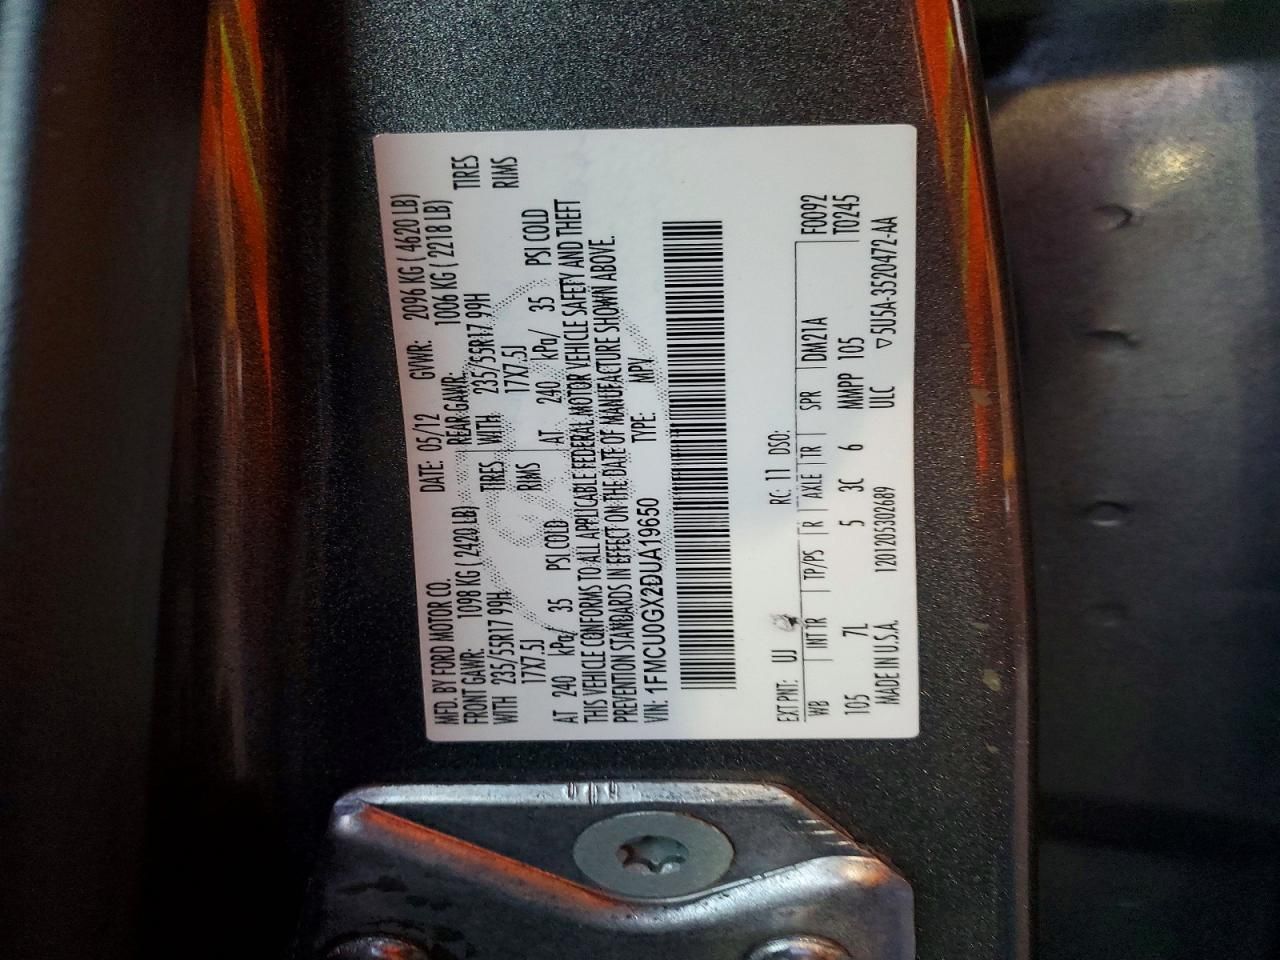 MFD. BY FORD MOTOR CO. DATE: 05/12 GVWR: 2096 KG ( 4620 LB)
FRONT GAWR: 1098 KG ( 2420 LB) REAR GAWR: 1006 KG ( 2218 LB)
WITH 235/55R17 99H TIRES WITH 235/55R17 99H TIRES
17X7.5J RIMS 17X7.5J RIMS
AT 240 kPa/ 35 PSI COLD AT 240 kPa/ 35 PSI COLD
THIS VEHICLE CONFORMS TO ALL APPLICABLE FEDERAL MOTOR VEHICLE SAFETY AND THEFT
PREVENTION STANDARDS IN EFFECT ON THE DATE OF MANUFACTURE SHOWN ABOVE.
VIN: 1FMCU0GX2DUA19650 TYPE: MPV
EXT PNT: UJ RC: 11 DSO: F0092
WB INT TR TP/PS R AXLE TR SPR DM21A T0245
105 7L 5 3C 6 MMPP 105
MADE IN U.S.A. 1201205302689 ULC ▽5U5A-3520472-AA